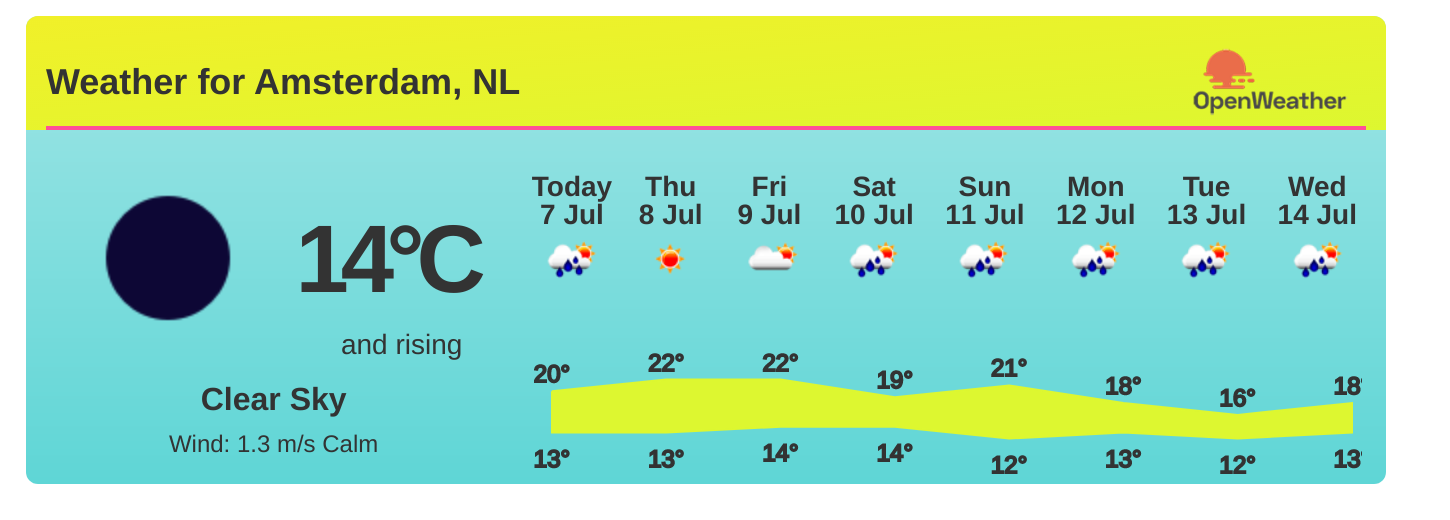 Weather for Amsterdam, NL
OpenWeather
Today Thu Fri Sat Sun Mon Tue Wed
7 Jul 8 Jul 9 Jul 10 Jul 11 Jul 12 Jul 13 Jul 14 Jul
14°C
and rising
Clear Sky
Wind: 1.3 m/s Calm
20° 22° 22° 19° 21° 18° 16° 18°
13° 13° 14° 14° 12° 13° 12° 13°